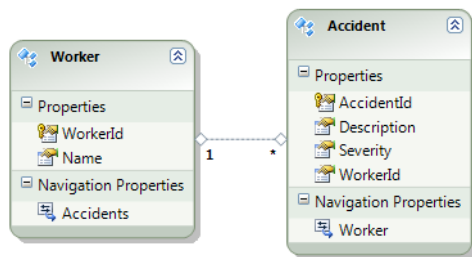 Worker
Properties
WorkerId
Name
Navigation Properties
Accidents
1
*
Accident
Properties
AccidentId
Description
Severity
WorkerId
Navigation Properties
Worker